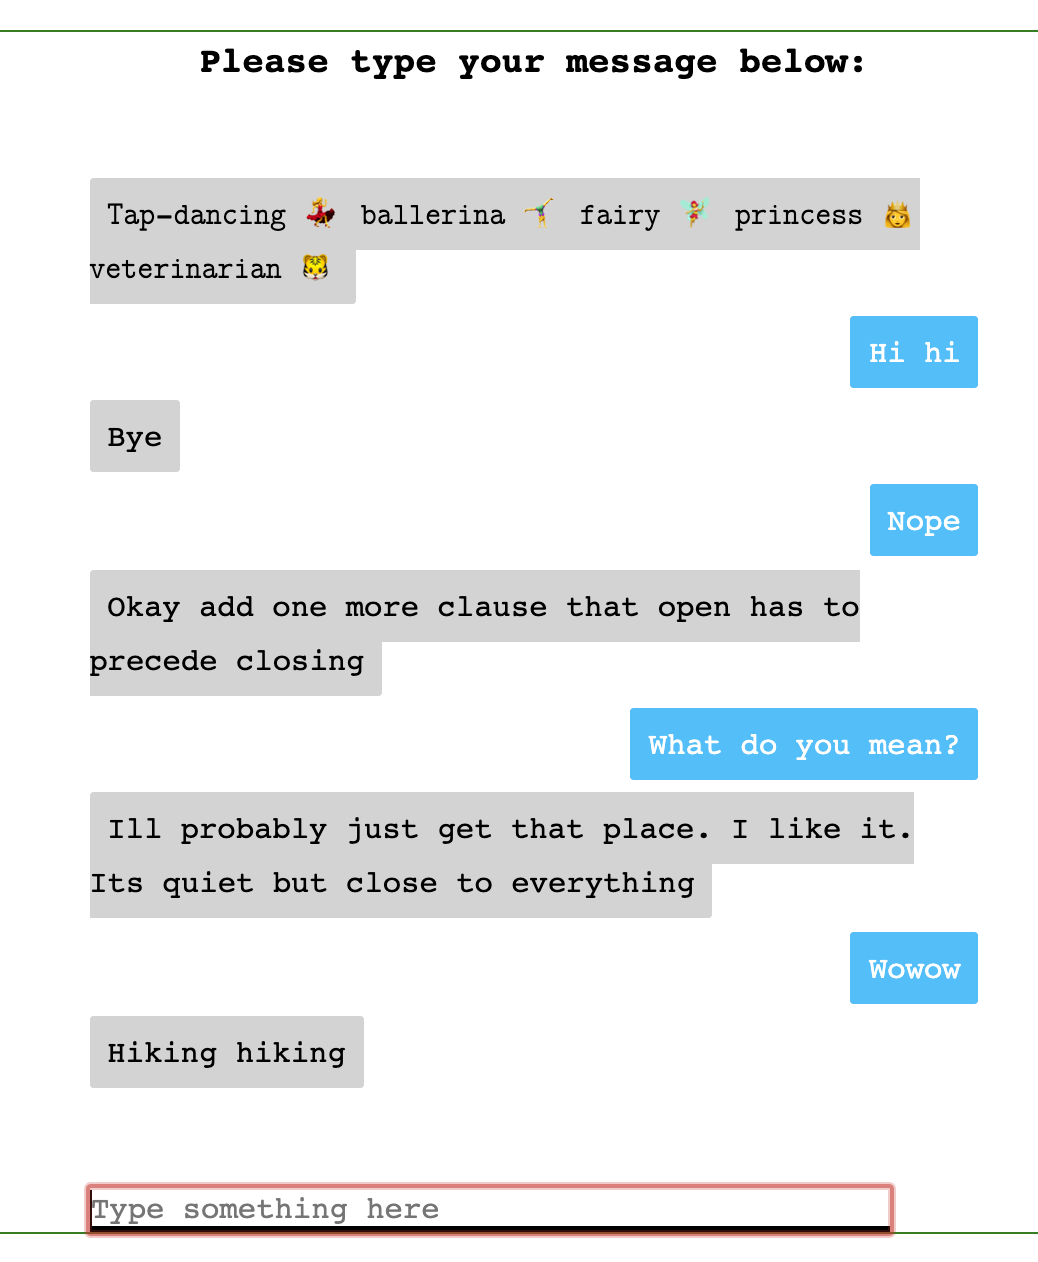 Please type your message below:
Tap-dancing 💃 ballerina 🤸 fairy 🧚 princess 👸
veterinarian 🐯
Hi hi
Bye
Nope
Okay add one more clause that open has to
precede closing
What do you mean?
Ill probably just get that place. I like it.
Its quiet but close to everything
Wowow
Hiking hiking
Type something here